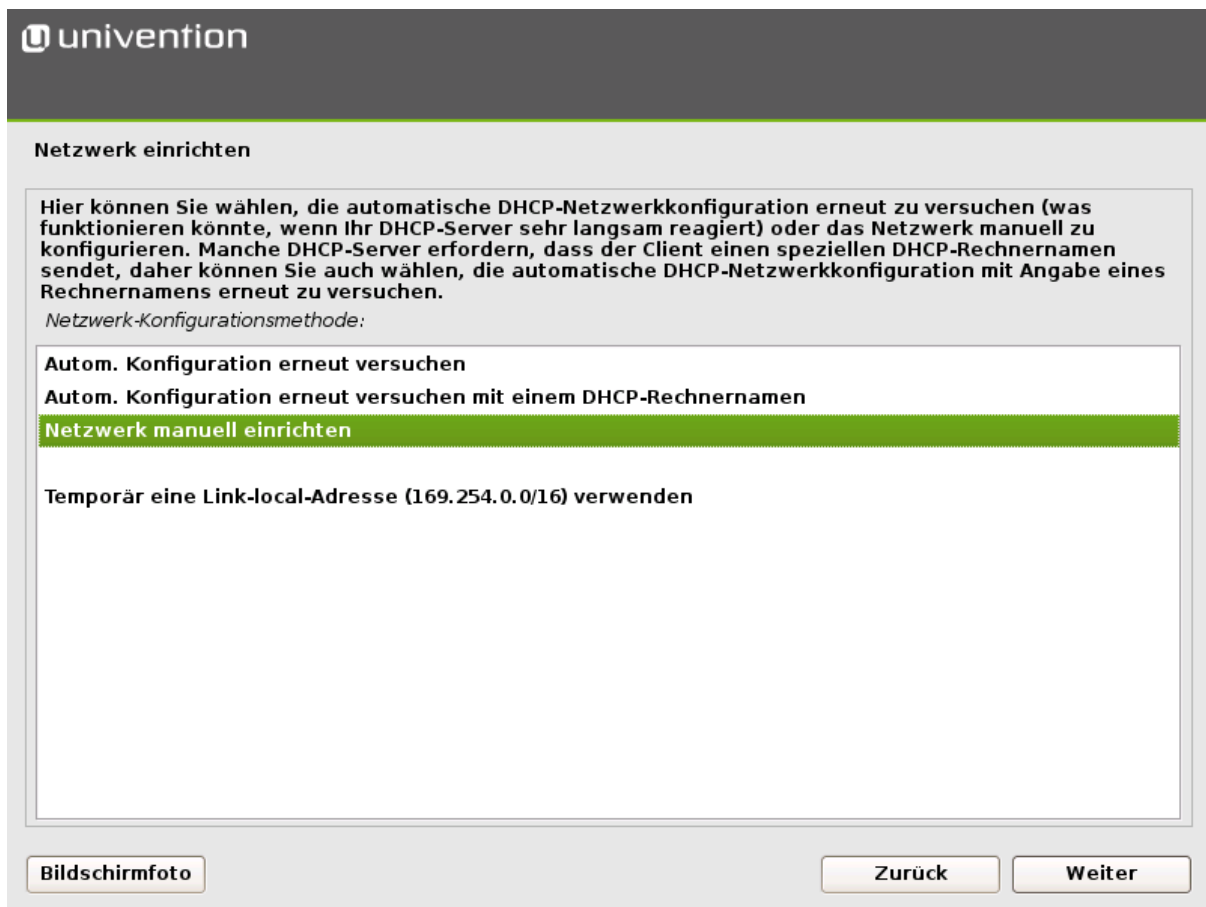 univention
Netzwerk einrichten
Hier können Sie wählen, die automatische DHCP-Netzwerkkonfiguration erneut zu versuchen (was
funktionieren könnte, wenn Ihr DHCP-Server sehr langsam reagiert) oder das Netzwerk manuell zu
konfigurieren. Manche DHCP-Server erfordern, dass der Client einen speziellen DHCP-Rechnernamen
sendet, daher können Sie auch wählen, die automatische DHCP-Netzwerkkonfiguration mit Angabe eines
Rechnernamens erneut zu versuchen.
Netzwerk-Konfigurationsmethode:
Autom. Konfiguration erneut versuchen
Autom. Konfiguration erneut versuchen mit einem DHCP-Rechnernamen
Netzwerk manuell einrichten
Temporär eine Link-local-Adresse (169.254.0.0/16) verwenden
Bildschirmfoto
Zurück
Weiter